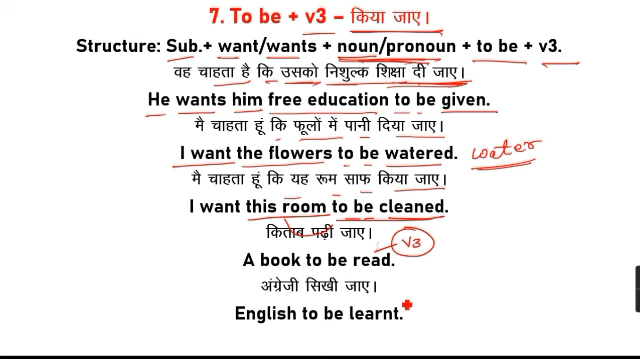 7. To be + v3 – किया जाए।
Structure: Sub.+ want/wants + noun/pronoun + to be + v3.
वह चाहता है कि उसको निशुल्क शिक्षा दी जाए।
He wants him free education to be given.
मै चाहता हूं कि फूलों में पानी दिया जाए।
I want the flowers to be watered. water
मै चाहता हूं कि यह रूम साफ किया जाए।
I want this room to be cleaned.
किताब पढ़ी जाए।
V3
A book to be read.
अंग्रेजी सिखी जाए।
English to be learnt.